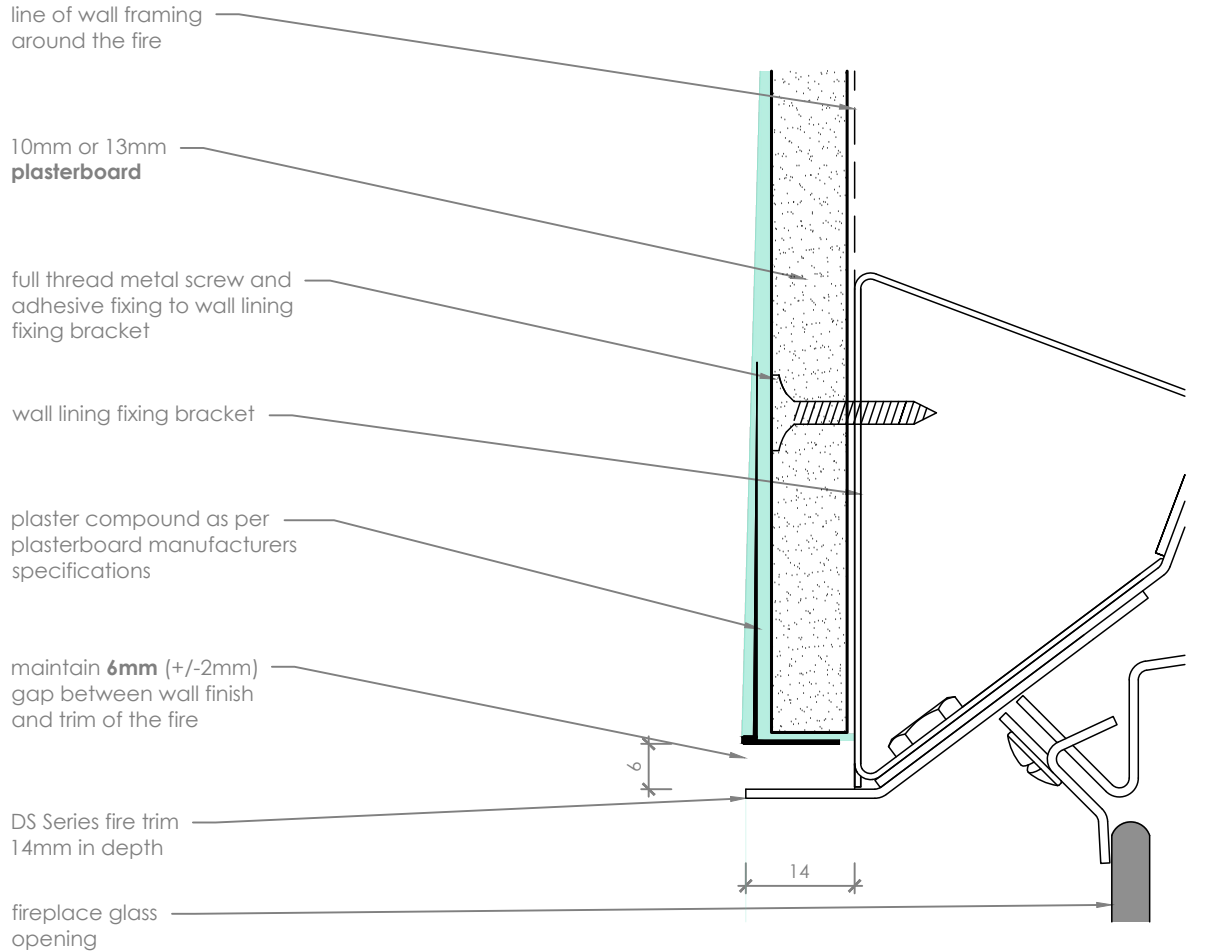 line of wall framing
around the fire
10mm or 13mm
plasterboard
full thread metal screw and
adhesive fixing to wall lining
fixing bracket
wall lining fixing bracket
plaster compound as per
plasterboard manufacturers
specifications
maintain 6mm (+/-2mm)
gap between wall finish
and trim of the fire
6
DS Series fire trim
14mm in depth
14
fireplace glass
opening